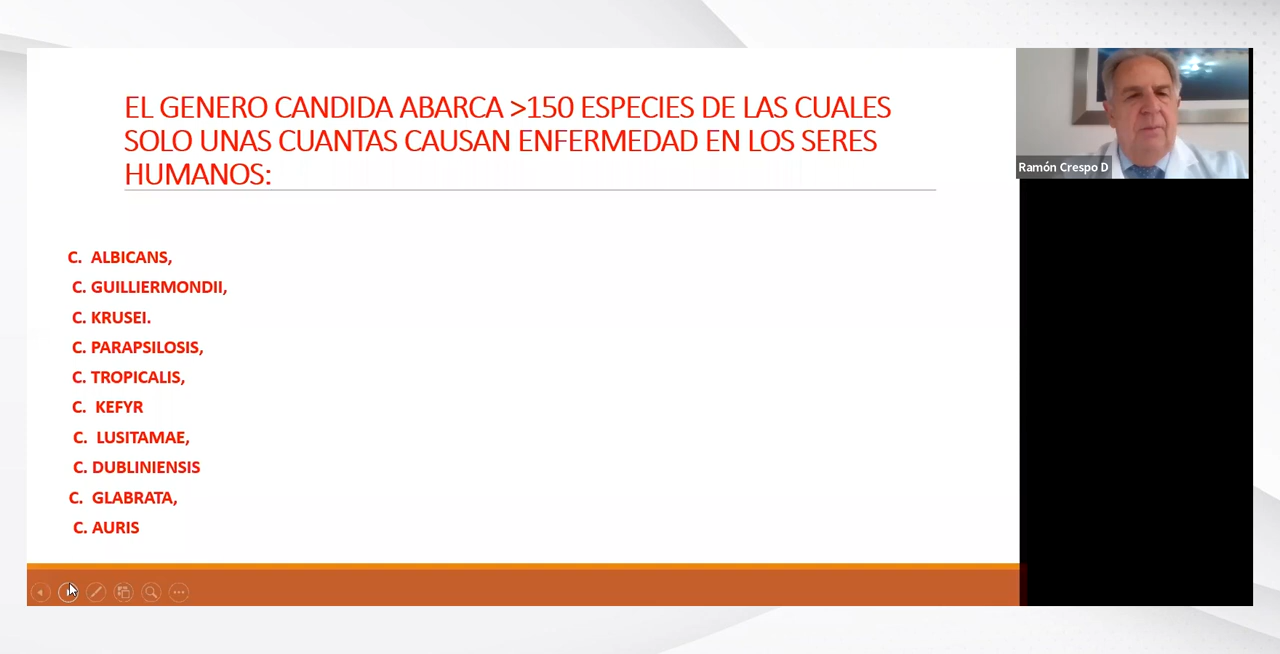 EL GENERO CANDIDA ABARCA >150 ESPECIES DE LAS CUALES
SOLO UNAS CUANTAS CAUSAN ENFERMEDAD EN LOS SERES
HUMANOS:
C. ALBICANS,
C. GUILLIERMONDII,
C. KRUSEI.
C. PARAPSILOSIS,
C. TROPICALIS,
C. KEFYR
C. LUSITAMAE,
C. DUBLINIENSIS
C. GLABRATA,
C. AURIS
Ramón Crespo D